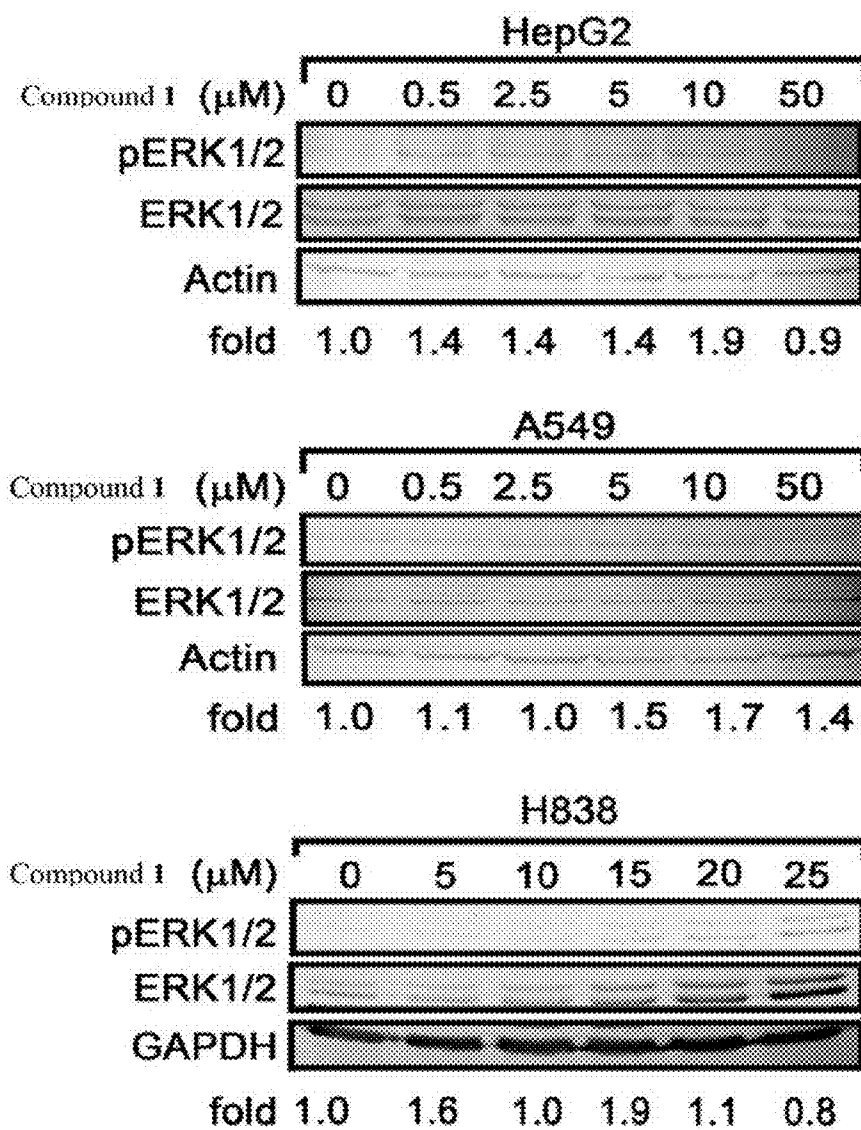 HepG2
Compound 1 (μM) 0 0.5 2.5 5 10 50
pERK1/2
ERK1/2
Actin
fold 1.0 1.4 1.4 1.4 1.9 0.9
A549
Compound 1 (μM) 0 0.5 2.5 5 10 50
pERK1/2
ERK1/2
Actin
fold 1.0 1.1 1.0 1.5 1.7 1.4
H838
Compound 1 (μM) 0 5 10 15 20 25
pERK1/2
ERK1/2
GAPDH
fold 1.0 1.6 1.0 1.9 1.1 0.8